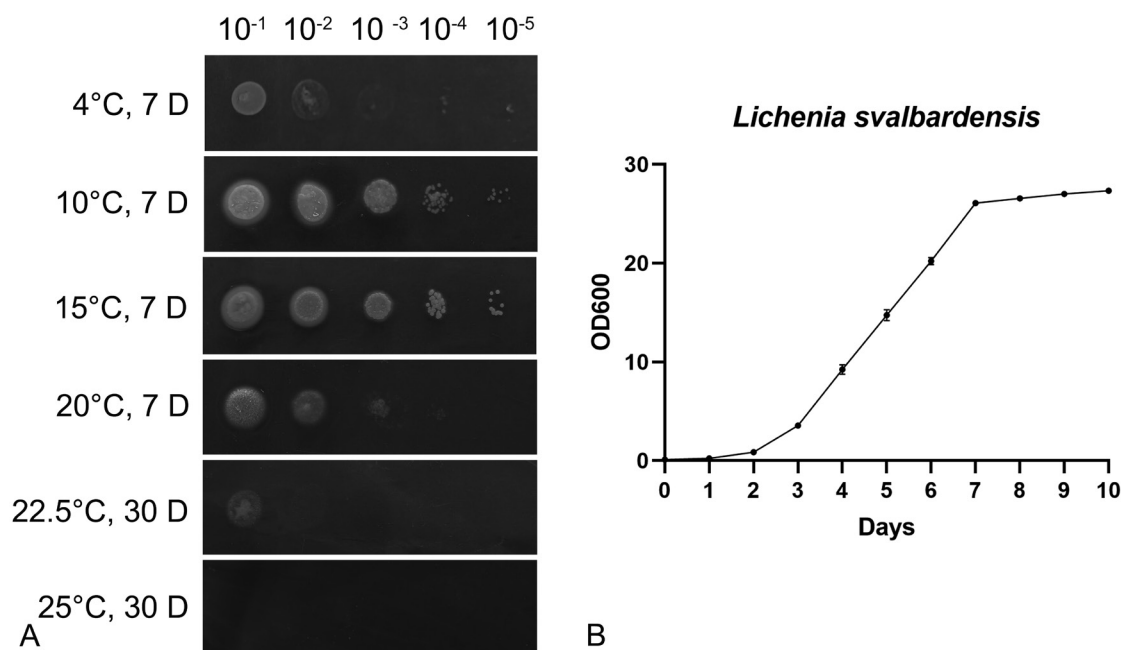 10-1 10-2 10 -3 10-4 10-5
4°C, 7 D
10°C, 7 D
15°C, 7 D
20°C, 7 D
22.5°C, 30 D
25°C, 30 D
A
Lichenia svalbardensis
30
20
10
0
OD600
0 1 2 3 4 5 6 7 8 9 10
Days
B